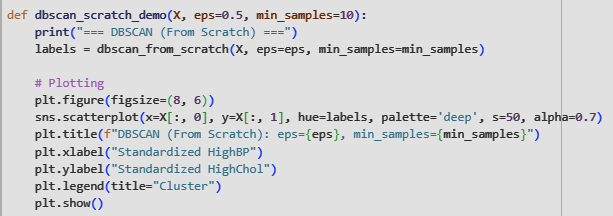 def dbscan_scratch_demo(X, eps=0.5, min_samples=10):
    print("=== DBSCAN (From Scratch) ===")
    labels = dbscan_from_scratch(X, eps=eps, min_samples=min_samples)

    # Plotting
    plt.figure(figsize=(8, 6))
    sns.scatterplot(x=X[:, 0], y=X[:, 1], hue=labels, palette='deep', s=50, alpha=0.7)
    plt.title(f"DBSCAN (From Scratch): eps={eps}, min_samples={min_samples}")
    plt.xlabel("Standardized HighBP")
    plt.ylabel("Standardized HighChol")
    plt.legend(title="Cluster")
    plt.show()